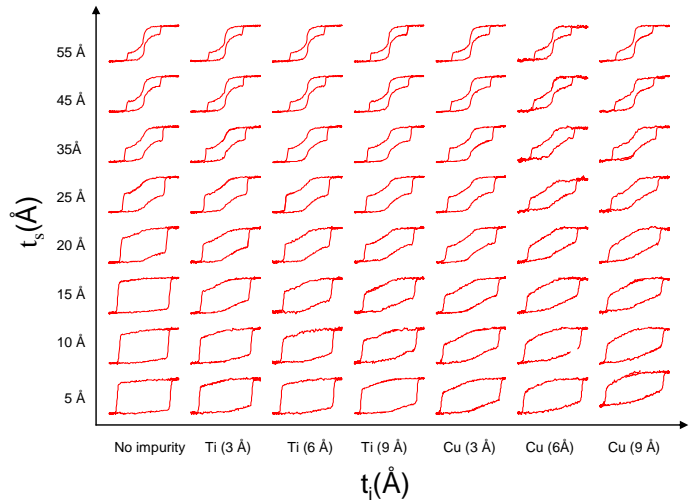 55 Å
45 Å
35Å
25 Å
20 Å
15 Å
10 Å
5 Å
ts(Å)
No impurity Ti (3 Å) Ti (6 Å) Ti (9 Å) Cu (3 Å) Cu (6Å) Cu (9 Å)
ti(Å)